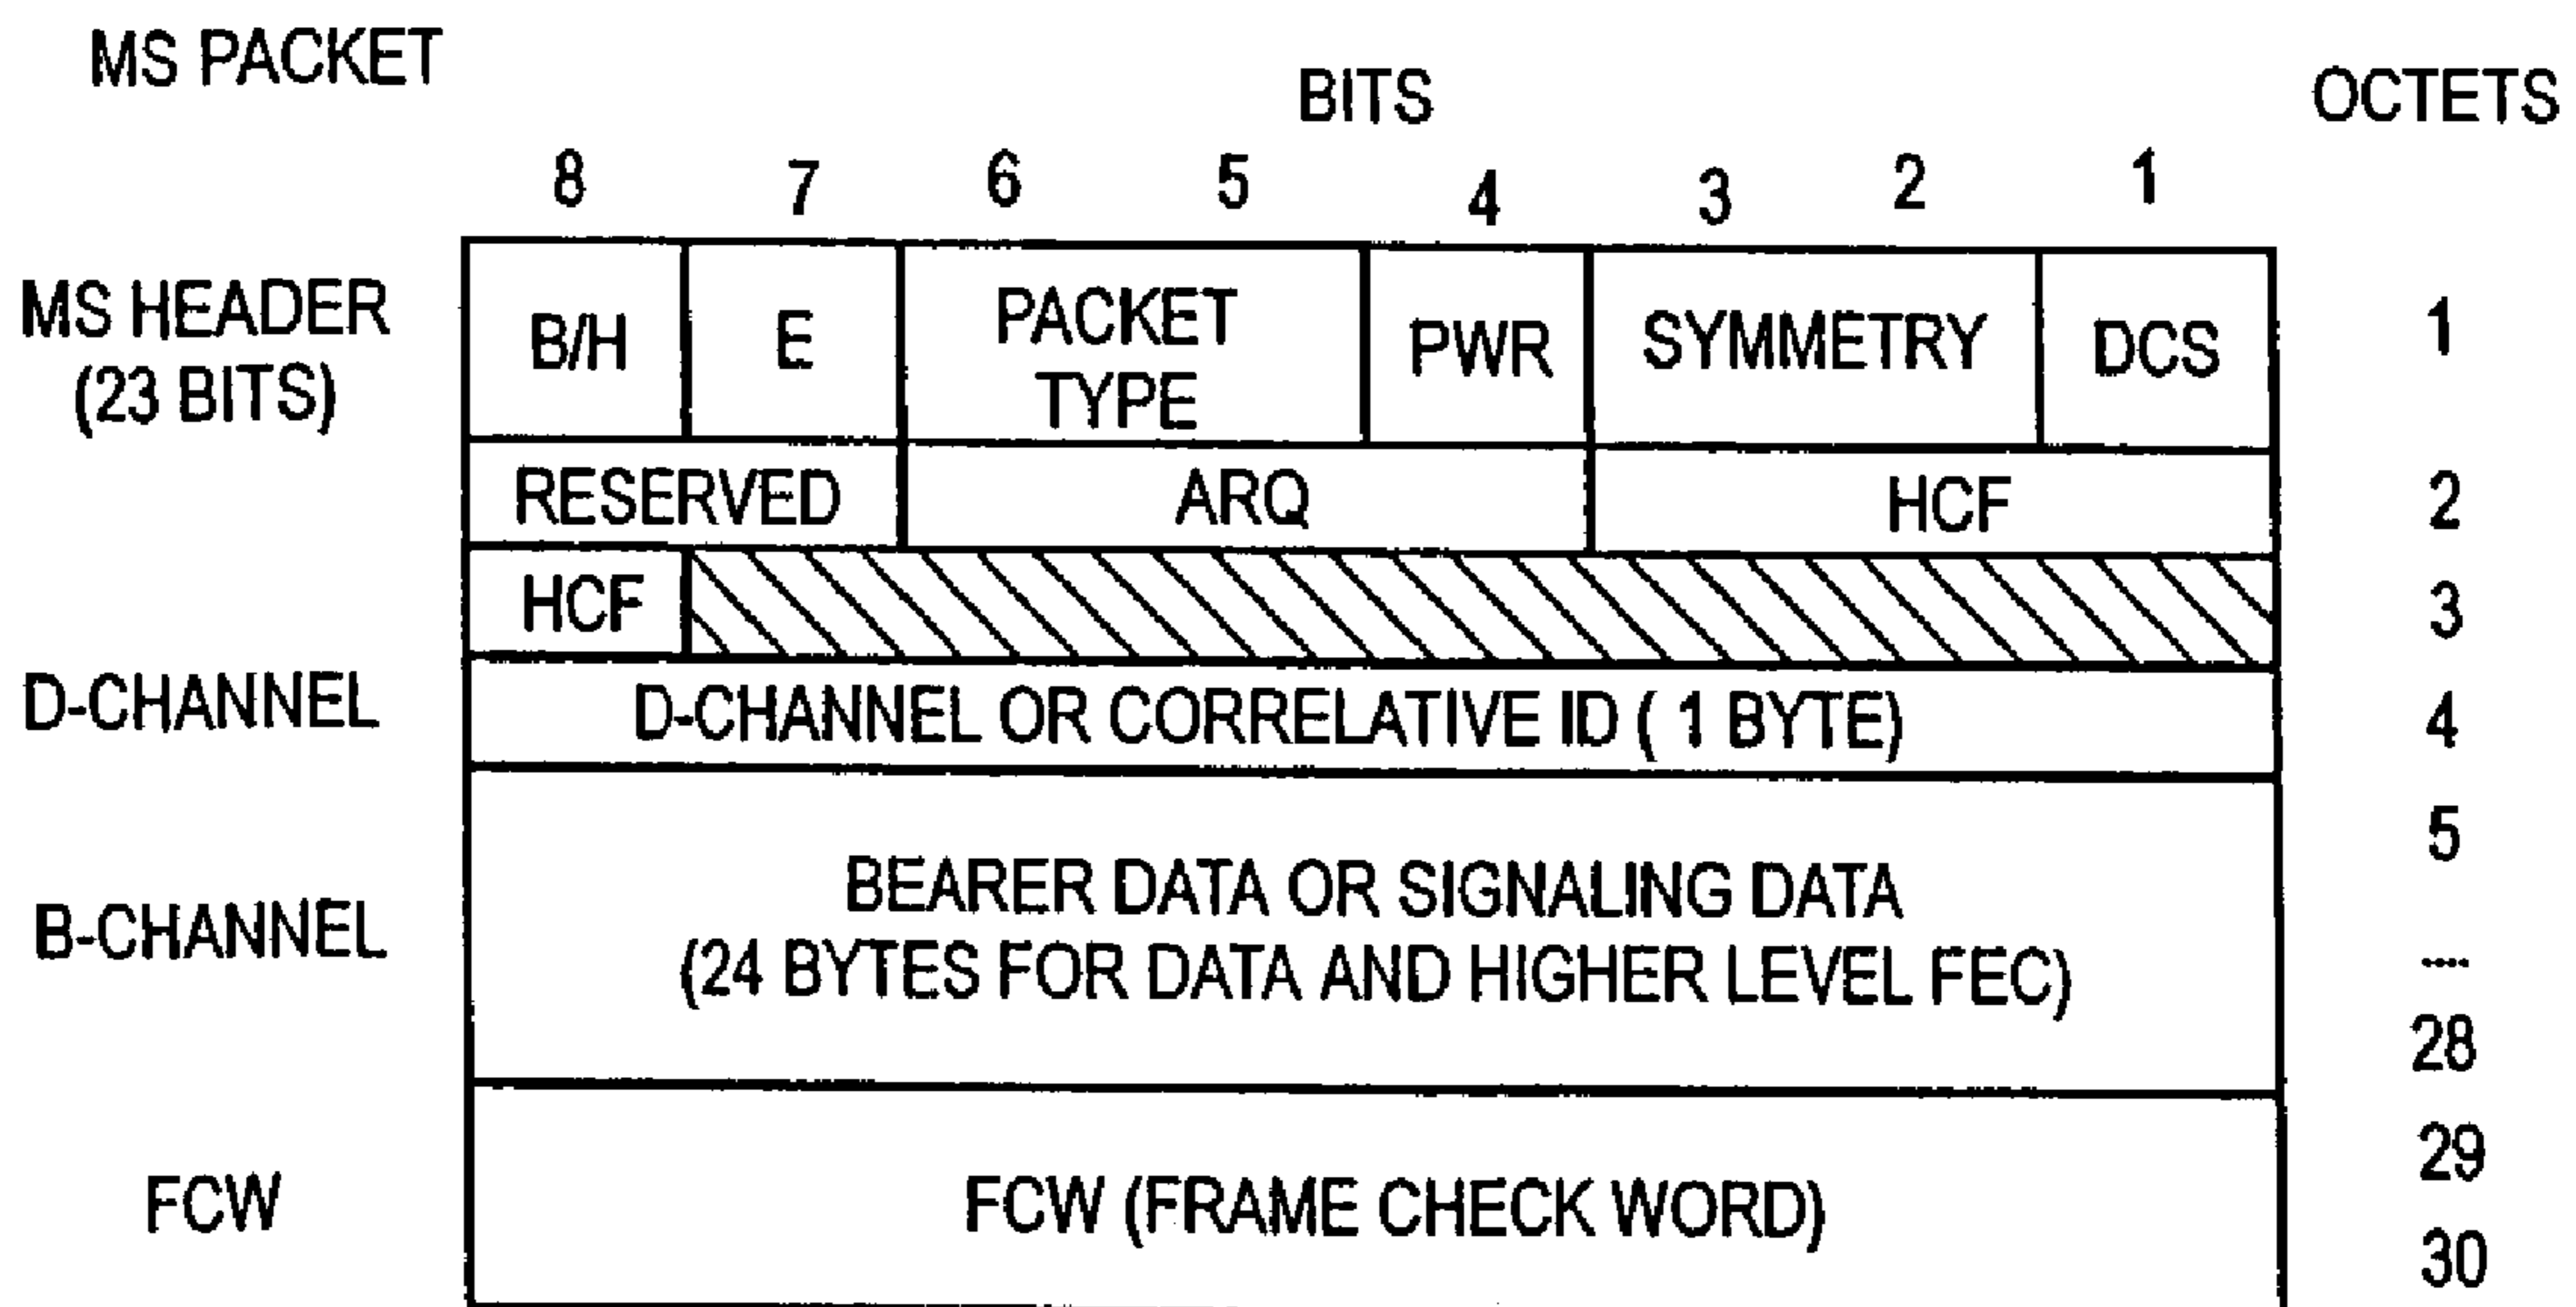 MS PACKET
BITS
OCTETS
8 7 6 5 4 3 2 1
MS HEADER
(23 BITS)
B/H E PACKET TYPE PWR SYMMETRY DCS 1
RESERVED ARQ HCF 2
HCF 3
D-CHANNEL D-CHANNEL OR CORRELATIVE ID ( 1 BYTE) 4
B-CHANNEL
BEARER DATA OR SIGNALING DATA
(24 BYTES FOR DATA AND HIGHER LEVEL FEC)
5
....
28
FCW FCW (FRAME CHECK WORD)
29
30